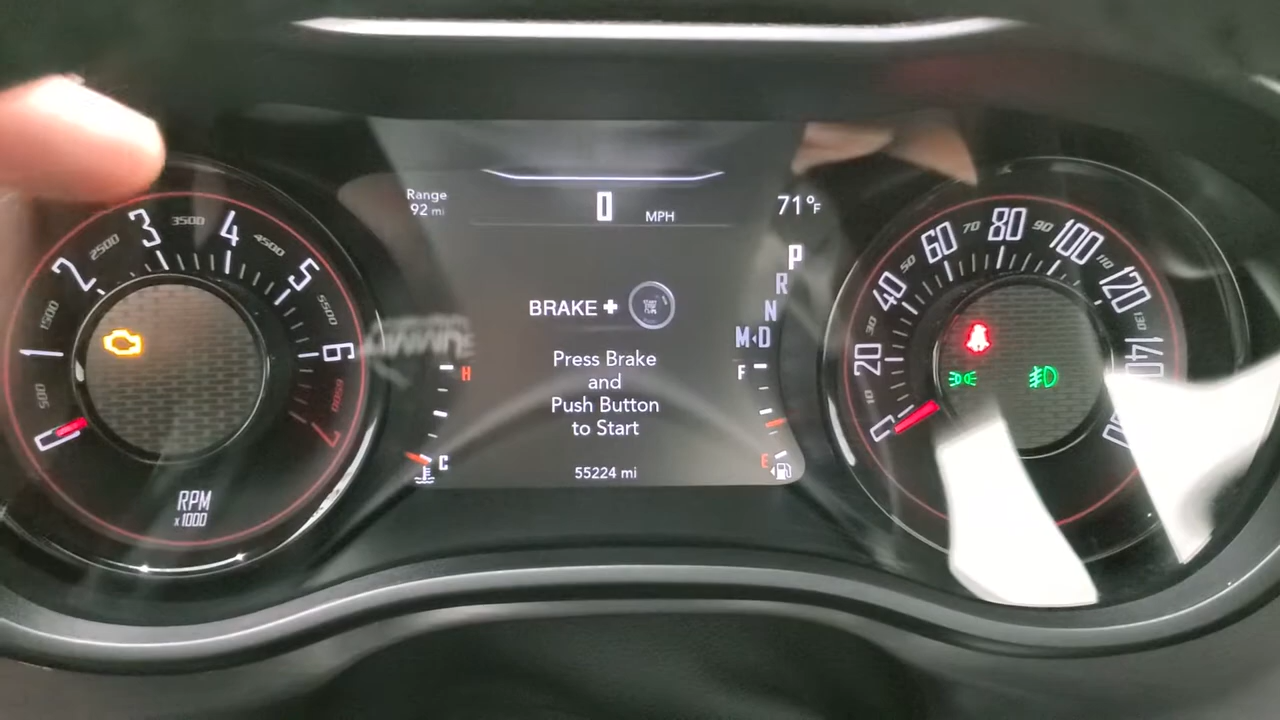 Range
92 mi
0 MPH
71°F
500
1
1500
2
2500
3
3500
4
4500
5
5500
6
6500
7
RPM
x1000
BRAKE +
Press Brake
and
Push Button
to Start
55224 mi
P
R
N
M◂D
H
C
F
E
0
10
20
30
40
50
60
70
80
90
100
110
120
130
140